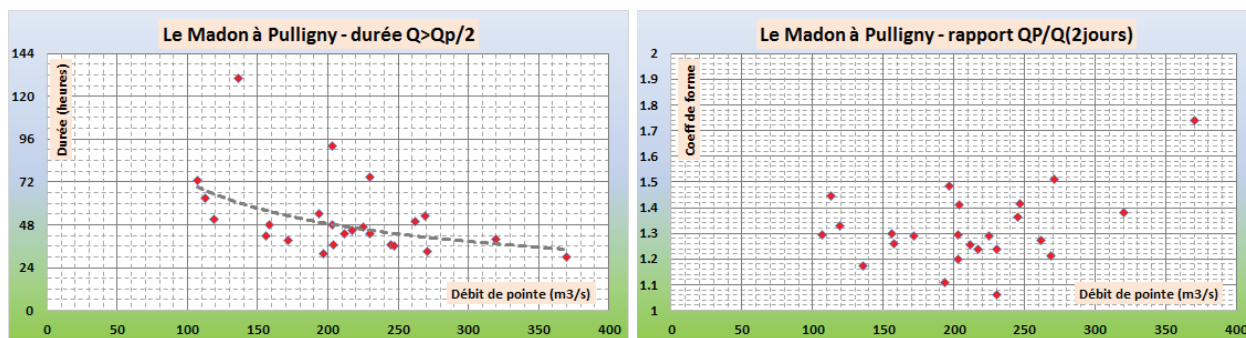 Le Madon à Pulligny - durée Q>Qp/2
144
120
96
72
48
24
0
Durée (heures)
Débit de pointe (m3/s)
0 50 100 150 200 250 300 350 400
Le Madon à Pulligny - rapport QP/Q(2jours)
2
1.9
1.8
1.7
1.6
1.5
1.4
1.3
1.2
1.1
1
Coeff de forme
Débit de pointe (m3/s)
0 50 100 150 200 250 300 350 400